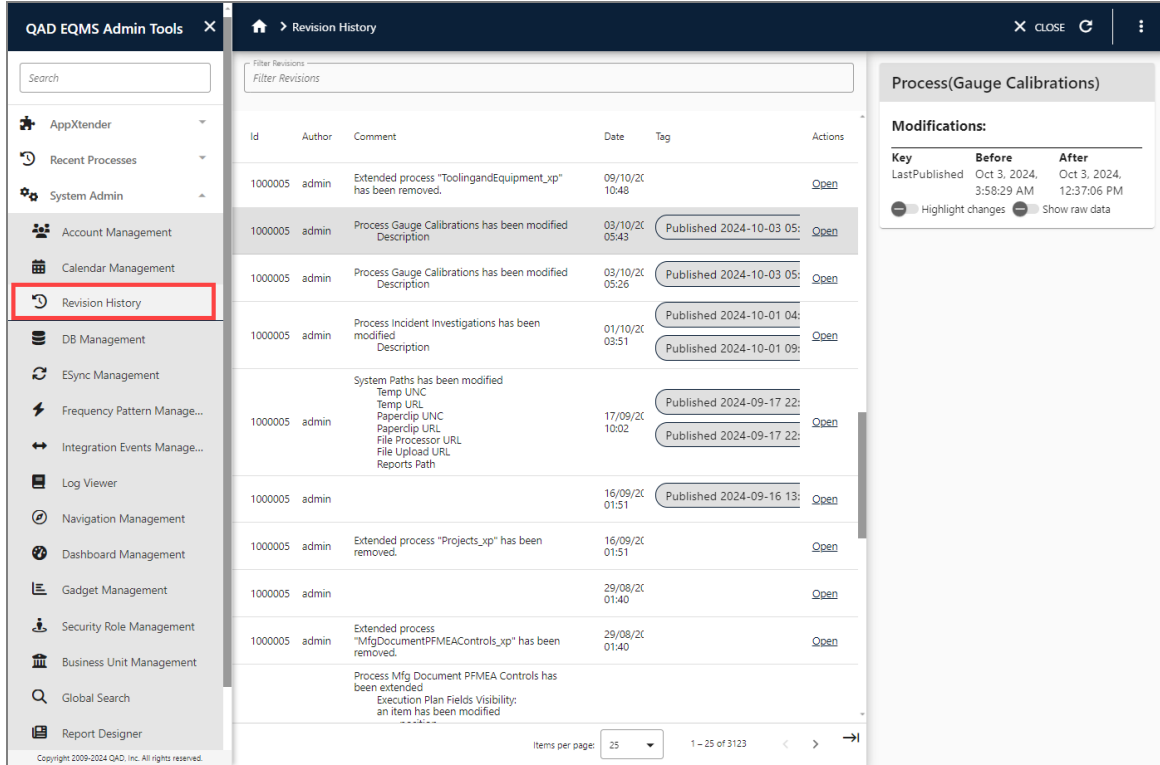 QAD EQMS Admin Tools
Search
AppXtender
Recent Processes
System Admin
Account Management
Calendar Management
Revision History
DB Management
ESync Management
Frequency Pattern Manage...
Integration Events Manage...
Log Viewer
Navigation Management
Dashboard Management
Gadget Management
Security Role Management
Business Unit Management
Global Search
Report Designer
Copyright 2009-2024 QAD, Inc. All rights reserved.
Revision History
CLOSE
Filter Revisions
Filter Revisions
Id Author Comment Date Tag Actions
1000005 admin Extended process "ToolingandEquipment_xp" 09/10/20 Open
has been removed. 10:48
1000005 admin Process Gauge Calibrations has been modified 03/10/20 Published 2024-10-03 05: Open
Description 05:43
1000005 admin Process Gauge Calibrations has been modified 03/10/20 Published 2024-10-03 05: Open
Description 05:26
Published 2024-10-01 04:
1000005 admin Process Incident Investigations has been 01/10/20 Open
modified 03:51
Description
Published 2024-10-01 09:
System Paths has been modified
Temp UNC
Temp URL
Published 2024-09-17 22:
Paperclip UNC
1000005 admin Paperclip URL 17/09/20 Open
File Processor URL 10:02
Published 2024-09-17 22:
File Upload URL
Reports Path
1000005 admin 16/09/20 Published 2024-09-16 13: Open
01:51
1000005 admin Extended process "Projects_xp" has been 16/09/20 Open
removed. 01:51
1000005 admin 29/08/20 Open
01:40
1000005 admin Extended process 29/08/20 Open
"MfgDocumentPFMEAControls_xp" has been 01:40
removed.
Process Mfg Document PFMEA Controls has
been extended
Execution Plan Fields Visibility:
an item has been modified
Items per page: 25 1 – 25 of 3123
Process(Gauge Calibrations)
Modifications:
Key Before After
LastPublished Oct 3, 2024, Oct 3, 2024,
3:58:29 AM 12:37:06 PM
Highlight changes Show raw data